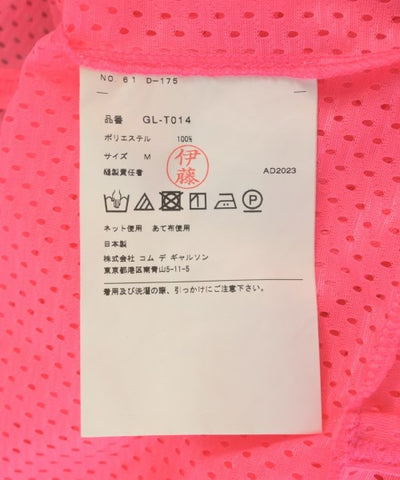 NO 61 D-175
品番 GL-T014
ポリエステル 100%
サイズ M
伊藤
縫製責任者 AD2023
ネット使用 あて布使用
日本製
株式会社 コム デ ギャルソン
東京都港区南青山5-11-5
着用及び洗濯の際、引っかけにご注意下さい。